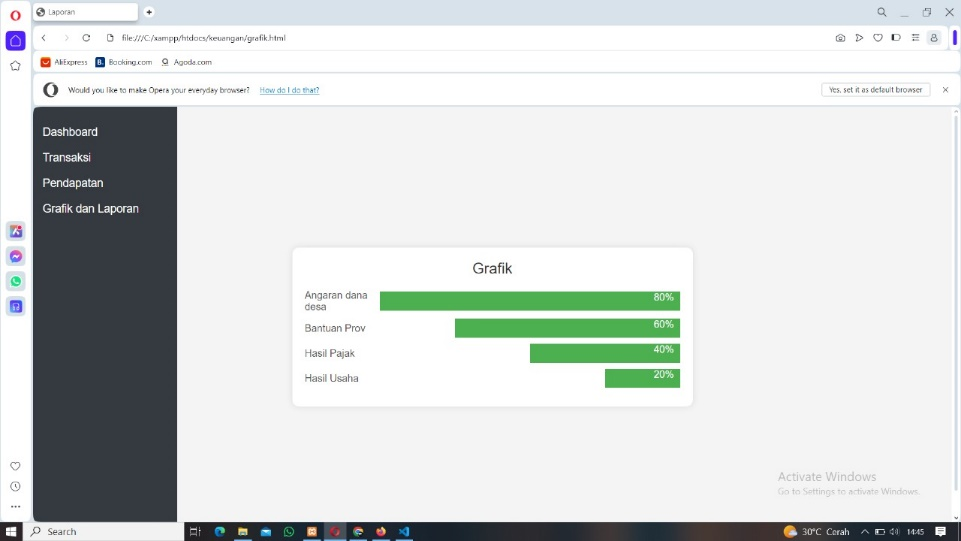 Laporan
file:///C:/xampp/htdocs/keuangan/grafik.html
AliExpress
B. Booking.com
Agoda.com
Would you like to make Opera your everyday browser? How do I do that?
Yes, set it as default browser
Dashboard
Transaksi
Pendapatan
Grafik dan Laporan
Grafik
Angaran dana
desa
80%
Bantuan Prov
60%
Hasil Pajak
40%
Hasil Usaha
20%
Activate Windows
Go to Settings to activate Windows.
Search
30°C Cerah
14:45